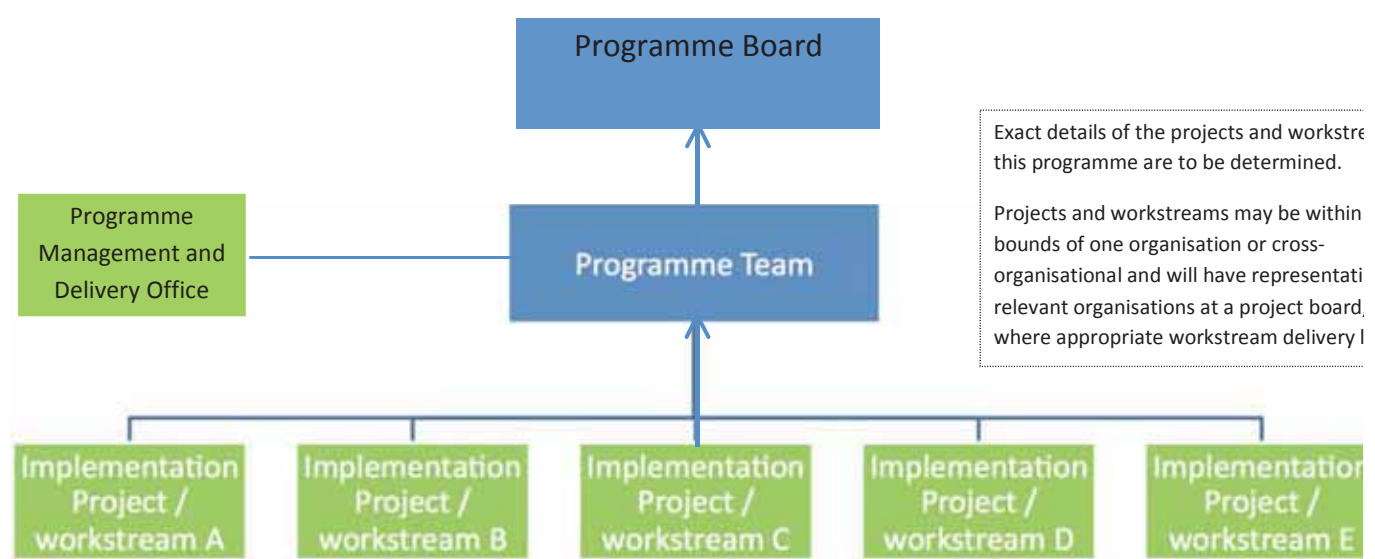 Programme Board
Exact details of the projects and
this programme are to be determined.
Projects and workstreams may be within
bounds of one organisation or cross-
organisational and will have
relevant organisations at a project board,
where appropriate workstream delivery
Programme
Management and
Delivery Office
Programme Team
Implementation
Project /
workstream A
Implementation
Project /
workstream B
Implementation
Project /
workstream C
Implementation
Project /
workstream D
Implementation
Project /
workstream E